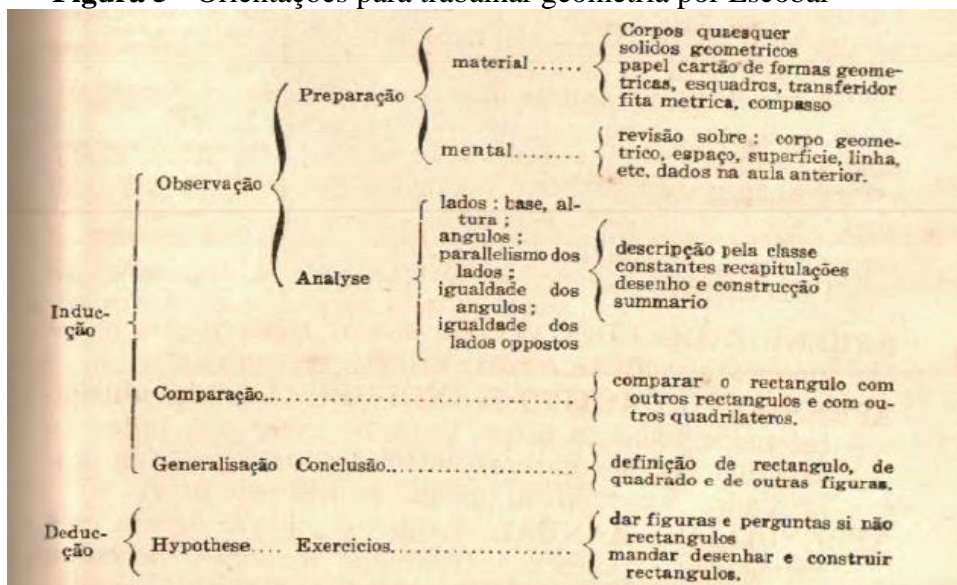 Figura 3 - Orientações para trabalhar geometria por Escobar
Corpos quaesquer
solidos geometricos
material...... papel cartão de formas geome-
tricas, esquadros, transferidor
Preparação fita metrica, compasso
revisão sobre : corpo geome-
mental........ trico, espaço, superficie, linha,
etc. dados na aula anterior.
Observação
lados : base, al-
tura ;
angulos ; descripção pela classe
parallelismo dos constantes recapitulações
Analyse lados ; desenho e construcção
igualdade dos summario
angulos ;
Induc- igualdade dos
ção lados oppostos
comparar o rectangulo com
Comparação outros rectangulos e com ou-
tros quadrilateros.
Generalisação Conclusão definição de rectangulo, de
quadrado e de outras figuras.
dar figuras e perguntas si não
Deduc- rectangulos
ção Hypothese.... Exercicios mandar desenhar e construir
rectangulos.